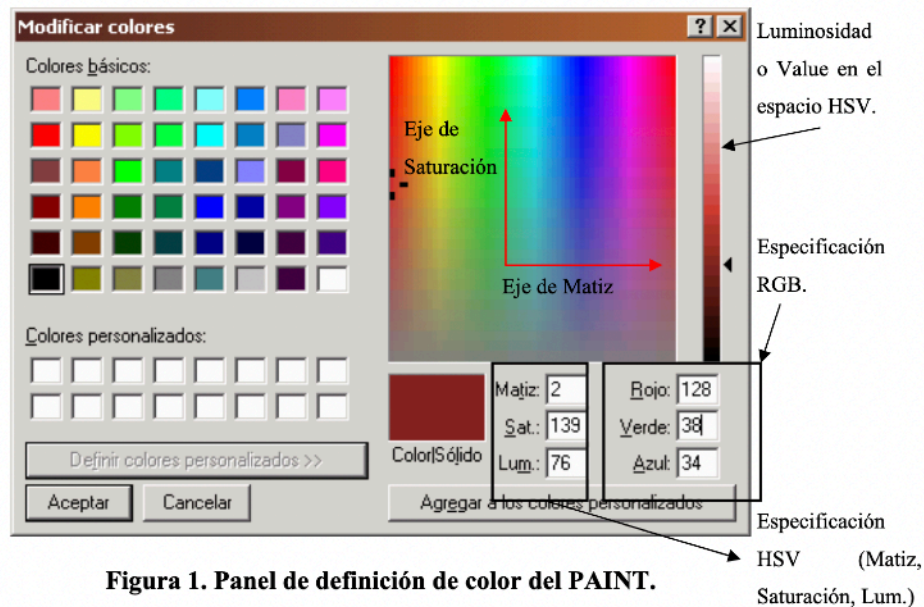 Modificar colores
Colores básicos:
Eje de
Saturación
Eje de Matiz
Colores personalizados:
Definir colores personalizados >>
Aceptar
Cancelar
Color|Sólido
Matiz: 2
Sat.: 139
Lum.: 76
Rojo: 128
Verde: 38
Azul: 34
Agregar a los colores personalizados
Luminosidad
o Value en el
espacio HSV.
Especificación
RGB.
Especificación
HSV (Matiz,
Saturación, Lum.)
Figura 1. Panel de definición de color del PAINT.